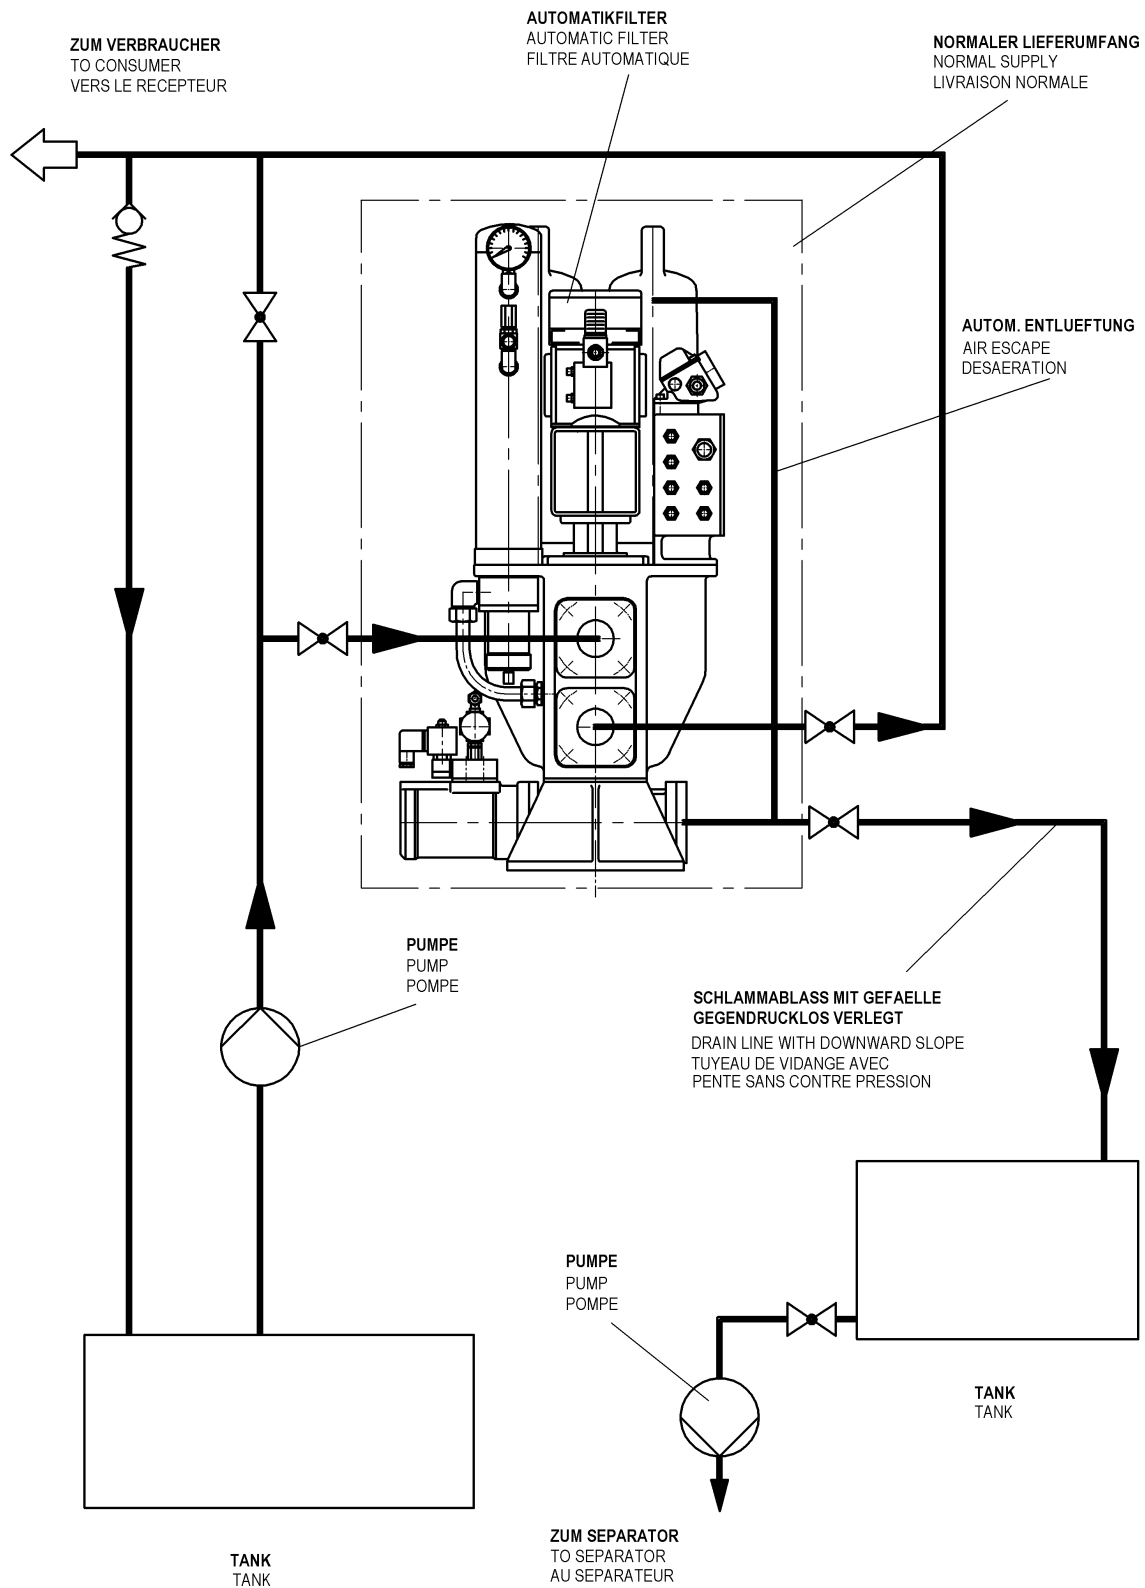 AUTOMATIKFILTER
AUTOMATIC FILTER
FILTRE AUTOMATIQUE
ZUM VERBRAUCHER
TO CONSUMER
VERS LE RECEPTEUR
NORMALER LIEFERUMFANG
NORMAL SUPPLY
LIVRAISON NORMALE
AUTOM. ENTLUEFTUNG
AIR ESCAPE
DESAERATION
PUMPE
PUMP
POMPE
SCHLAMMABLASS MIT GEFAELLE
GEGENDRUCKLOS VERLEGT
DRAIN LINE WITH DOWNWARD SLOPE
TUYEAU DE VIDANGE AVEC
PENTE SANS CONTRE PRESSION
PUMPE
PUMP
POMPE
TANK
TANK
ZUM SEPARATOR
TO SEPARATOR
AU SEPARATEUR
TANK
TANK